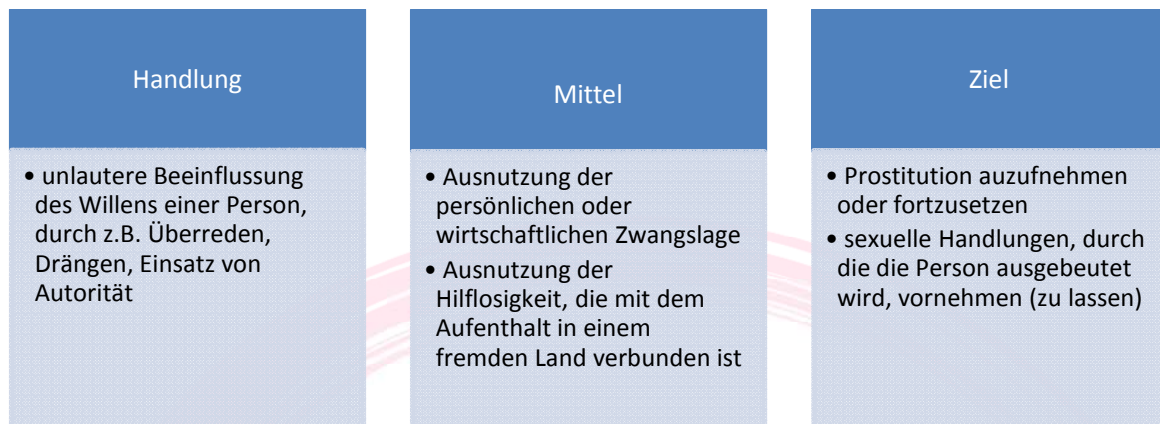 Handlung
• unlautere Beeinflussung
des Willens einer Person,
durch z.B. Überreden,
Drängen, Einsatz von
Autorität
Mittel
• Ausnutzung der
persönlichen oder
wirtschaftlichen Zwangslage
• Ausnutzung der
Hilflosigkeit, die mit dem
Aufenthalt in einem
fremden Land verbunden ist
Ziel
• Prostitution auzufnehmen
oder fortzusetzen
• sexuelle Handlungen, durch
die die Person ausgebeutet
wird, vornehmen (zu lassen)